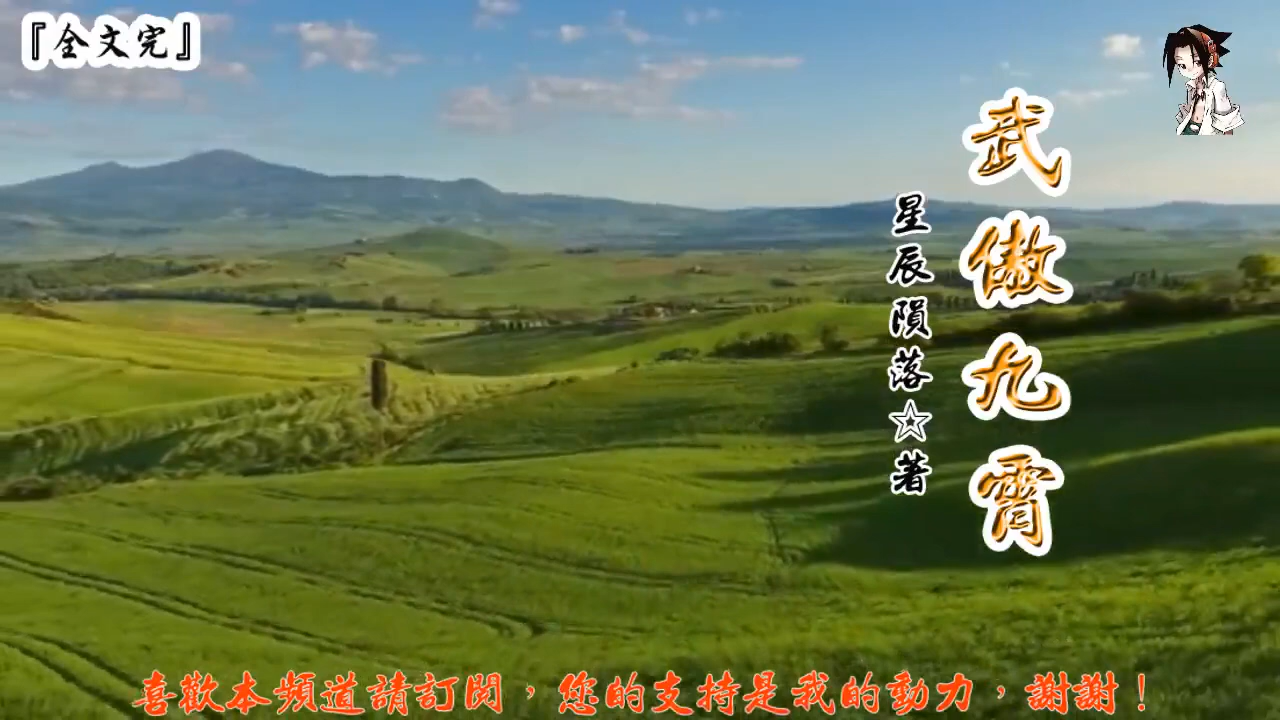 『全文完』
武傲九霄
星辰隕落☆著
喜歡本頻道請訂閱，您的支持是我的動力，謝謝！